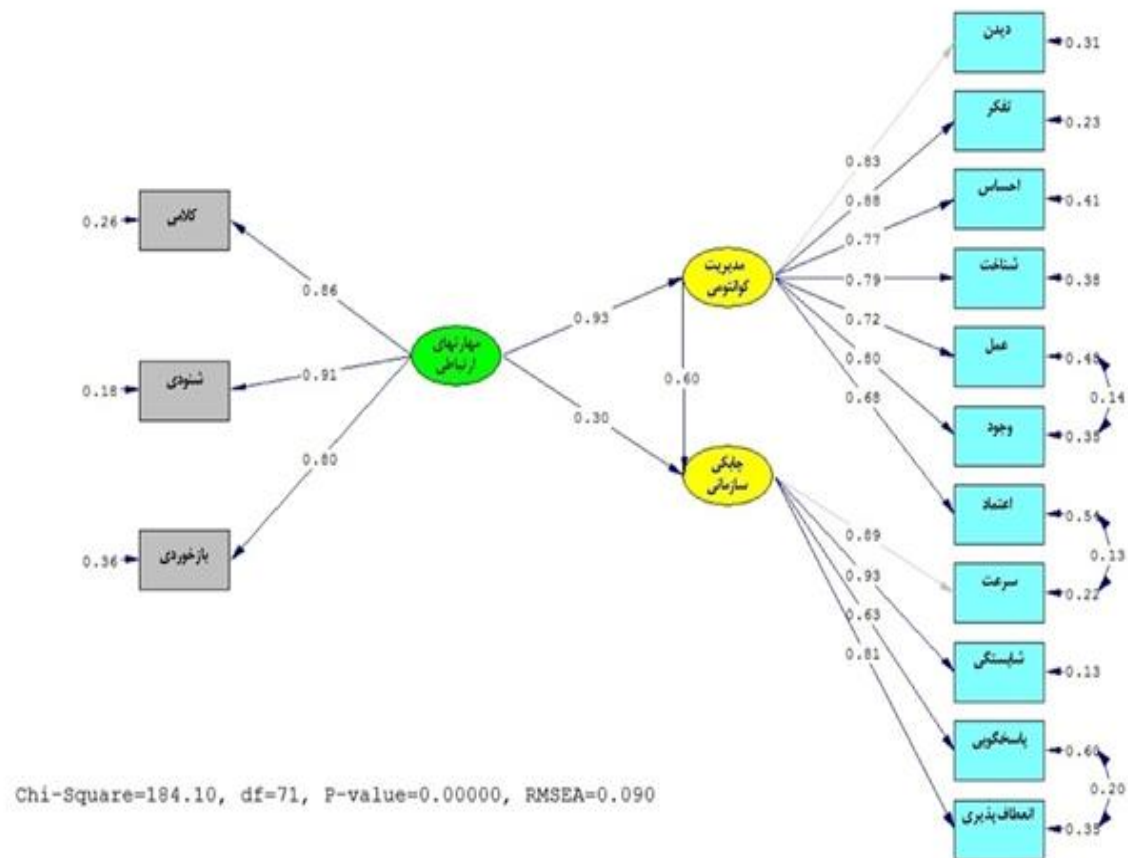 دیدن
0.31
تفکر
0.23
احساس
0.41
شناخت
0.38
عمل
0.48
0.14
وجود
0.35
اعتماد
0.54
0.13
سرعت
0.22
شایستگی
0.13
پاسخگویی
0.60
0.20
انعطاف‌پذیری
0.35
0.83
0.88
0.77
0.79
0.72
0.80
0.68
مدیریت
کوانتومی
0.93
0.60
0.30
چابکی
سازمانی
0.89
0.93
0.63
0.81
مهارتهای
ارتباطی
0.26
کلامی
0.86
0.18
شنودی
0.91
0.36
بازخوردی
0.80
Chi-Square=184.10, df=71, P-value=0.00000, RMSEA=0.090